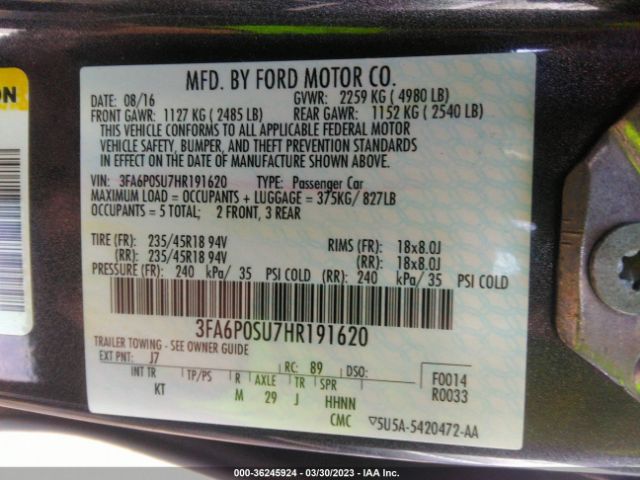 ON
MFD. BY FORD MOTOR CO.
DATE: 08/16 GVWR: 2259 KG ( 4980 LB)
FRONT GAWR: 1127 KG ( 2485 LB) REAR GAWR: 1152 KG ( 2540 LB)
THIS VEHICLE CONFORMS TO ALL APPLICABLE FEDERAL MOTOR
VEHICLE SAFETY, BUMPER, AND THEFT PREVENTION STANDARDS
IN EFFECT ON THE DATE OF MANUFACTURE SHOWN ABOVE.
VIN: 3FA6P0SU7HR191620 TYPE: Passenger Car
MAXIMUM LOAD = OCCUPANTS + LUGGAGE = 375KG/ 827LB
OCCUPANTS = 5 TOTAL; 2 FRONT, 3 REAR
TIRE (FR): 235/45R18 94V RIMS (FR): 18x8.0J
(RR): 235/45R18 94V (RR): 18x8.0J
PRESSURE (FR): 240 kPa/ 35 PSI COLD (RR): 240 kPa/ 35 PSI COLD
3FA6P0SU7HR191620
TRAILER TOWING - SEE OWNER GUIDE
EXT PNT: J7 RC: 89 DSO: F0014
INT TR TP/PS R AXLE TR SPR R0033
KT M 29 J HHNN
CMC ▽5U5A-5420472-AA
000-36245924 | 03/30/2023 | IAA Inc.